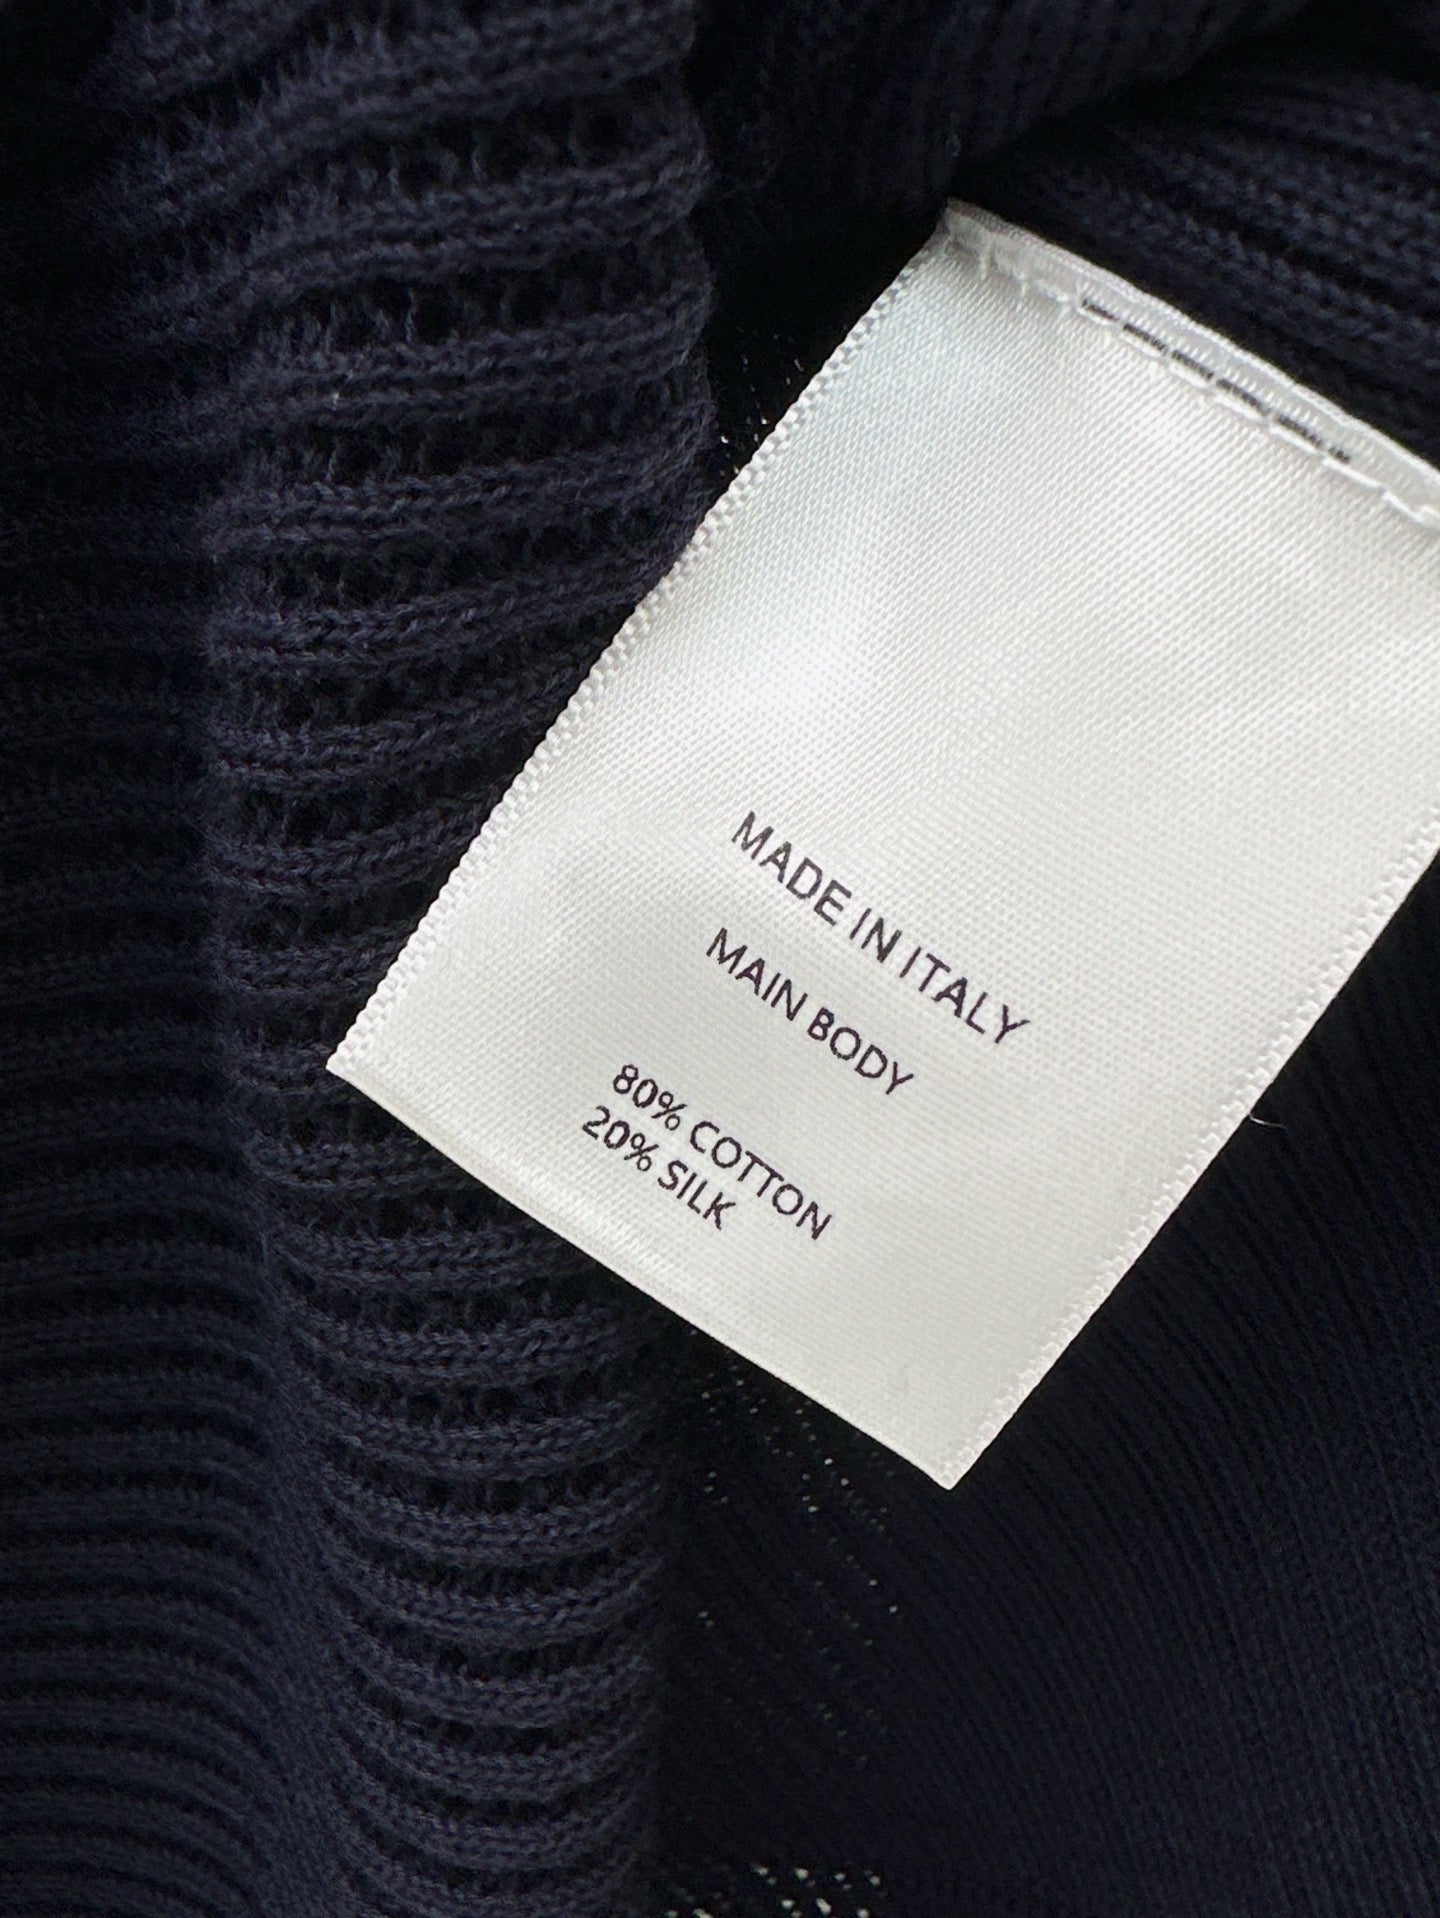 MADE IN ITALY
MAIN BODY
80% COTTON
20% SILK